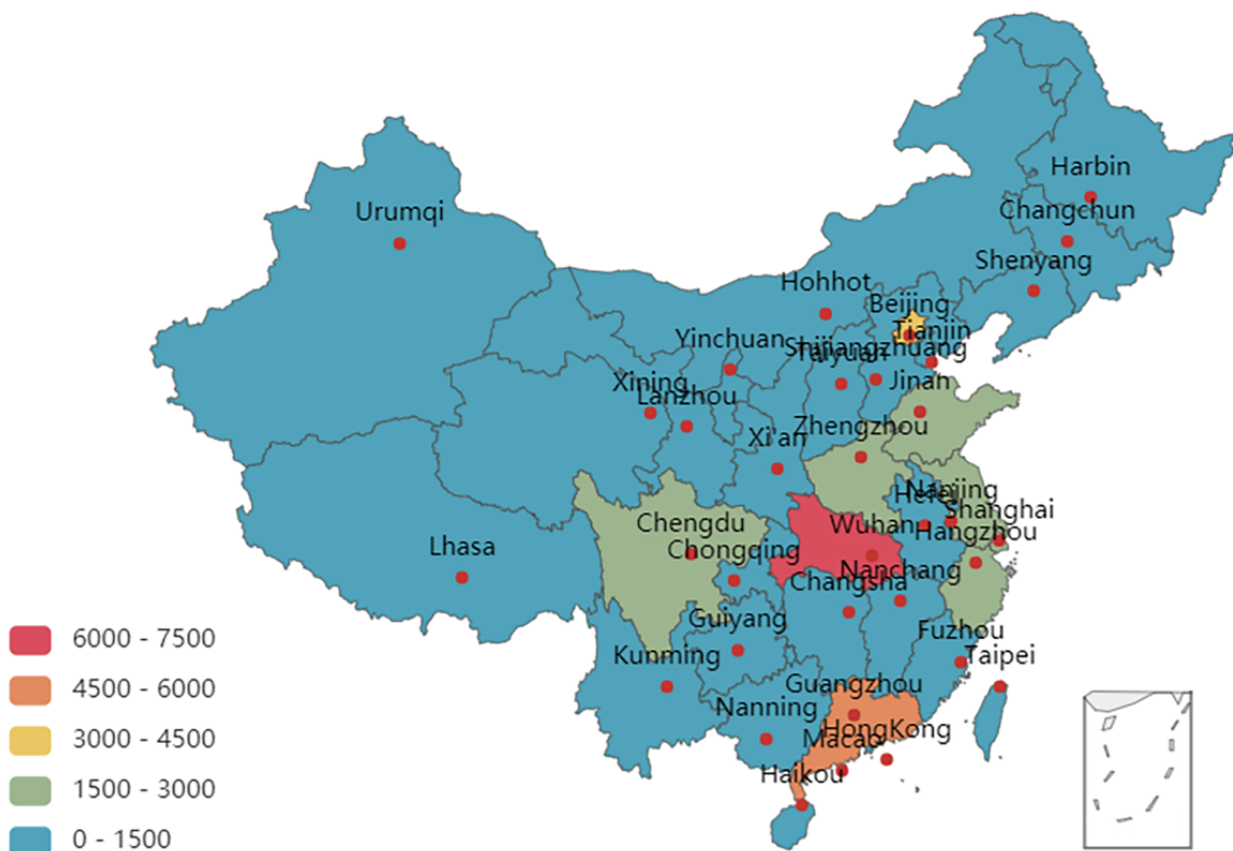 Harbin
Urumqi
Changchun
Shenyang
Hohhot
Beijing
Tianjin
Yinchuan
Shijiangzhuang
Taiyuan
Xining
Jinan
Lanzhou
Zhengzhou
Xi'an
Nanjing
Hefei
Shanghai
Chengdu
Wuhan
Hangzhou
Lhasa
Chongqing
Nanchang
Changsha
Guiyang
Fuzhou
Kunming
Taipei
Guangzhou
Nanning
HongKong
Macao
Haikou
6000 - 7500
4500 - 6000
3000 - 4500
1500 - 3000
0 - 1500